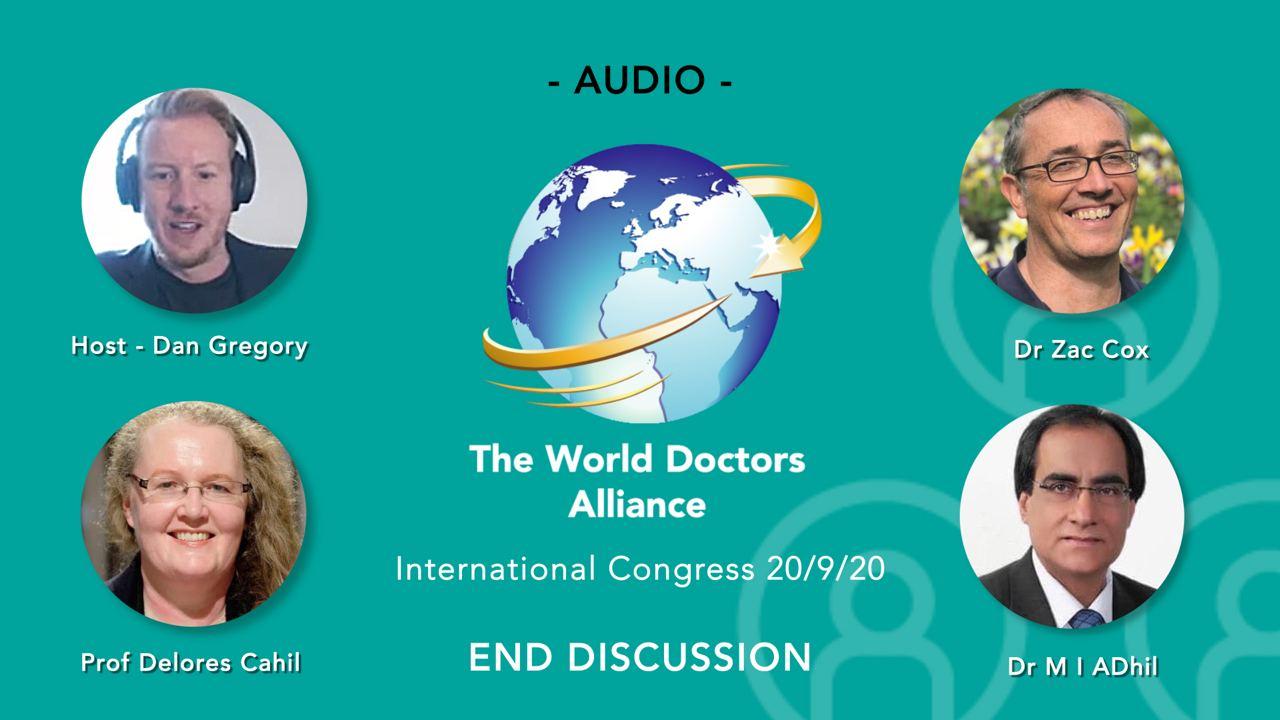 - AUDIO -
Host - Dan Gregory
Dr Zac Cox
The World Doctors
Alliance
International Congress 20/9/20
END DISCUSSION
Prof Delores Cahil
Dr M I ADhil